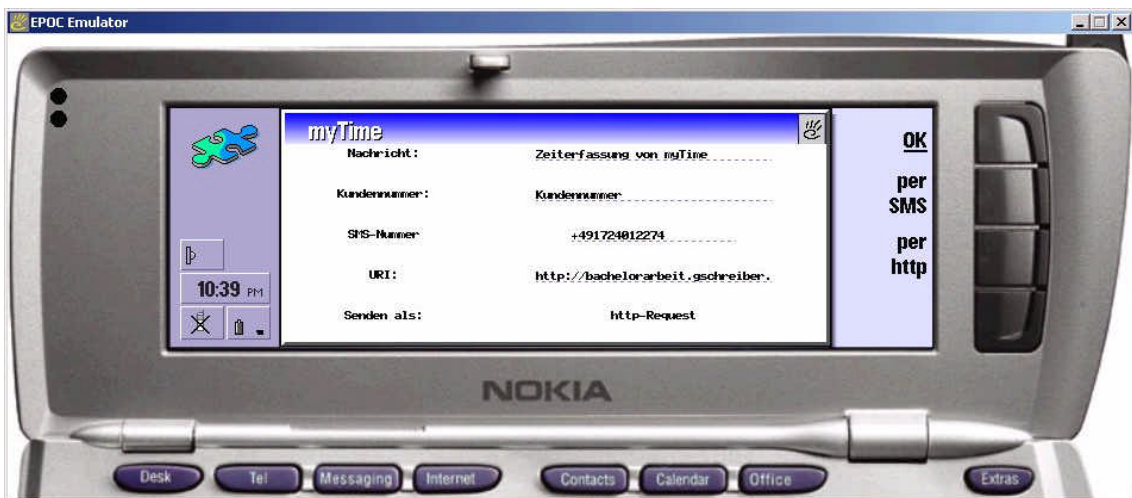 EPOC Emulator
myTime
Nachricht: Zeiterfassung von myTime
Kundennummer: Kundennummer
SMS-Nummer +491724012274
URI: http://bachelorarbeit.gschreiber.
Senden als: http-Request
10:39 PM
OK
per
SMS
per
http
NOKIA
Desk Tel Messaging Internet Contacts Calendar Office Extras